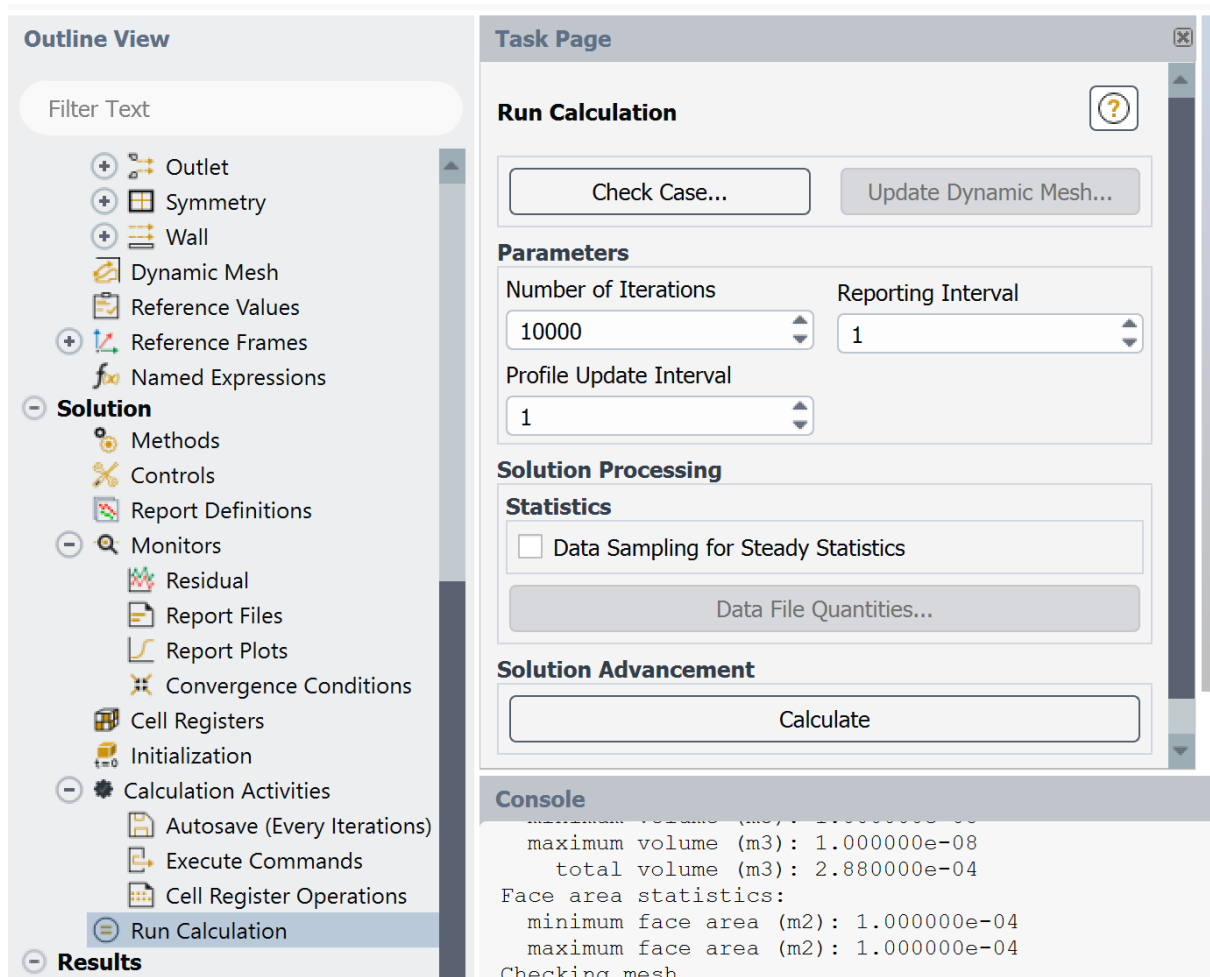 Outline View
Filter Text
Outlet
Symmetry
Wall
Dynamic Mesh
Reference Values
Reference Frames
Named Expressions
Solution
Methods
Controls
Report Definitions
Monitors
Residual
Report Files
Report Plots
Convergence Conditions
Cell Registers
t=0
Initialization
Calculation Activities
Autosave (Every Iterations)
Execute Commands
Cell Register Operations
Run Calculation
Results
Task Page
Run Calculation
?
Check Case...
Update Dynamic Mesh...
Parameters
Number of Iterations
Reporting Interval
10000
1
Profile Update Interval
1
Solution Processing
Statistics
Data Sampling for Steady Statistics
Data File Quantities...
Solution Advancement
Calculate
Console
maximum volume (m3): 1.000000e-08
total volume (m3): 2.880000e-04
Face area statistics:
minimum face area (m2): 1.000000e-04
maximum face area (m2): 1.000000e-04
Checking mesh